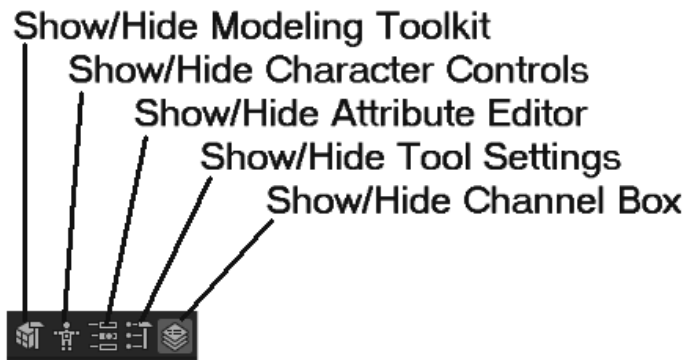 Show/Hide Modeling Toolkit
Show/Hide Character Controls
Show/Hide Attribute Editor
Show/Hide Tool Settings
Show/Hide Channel Box